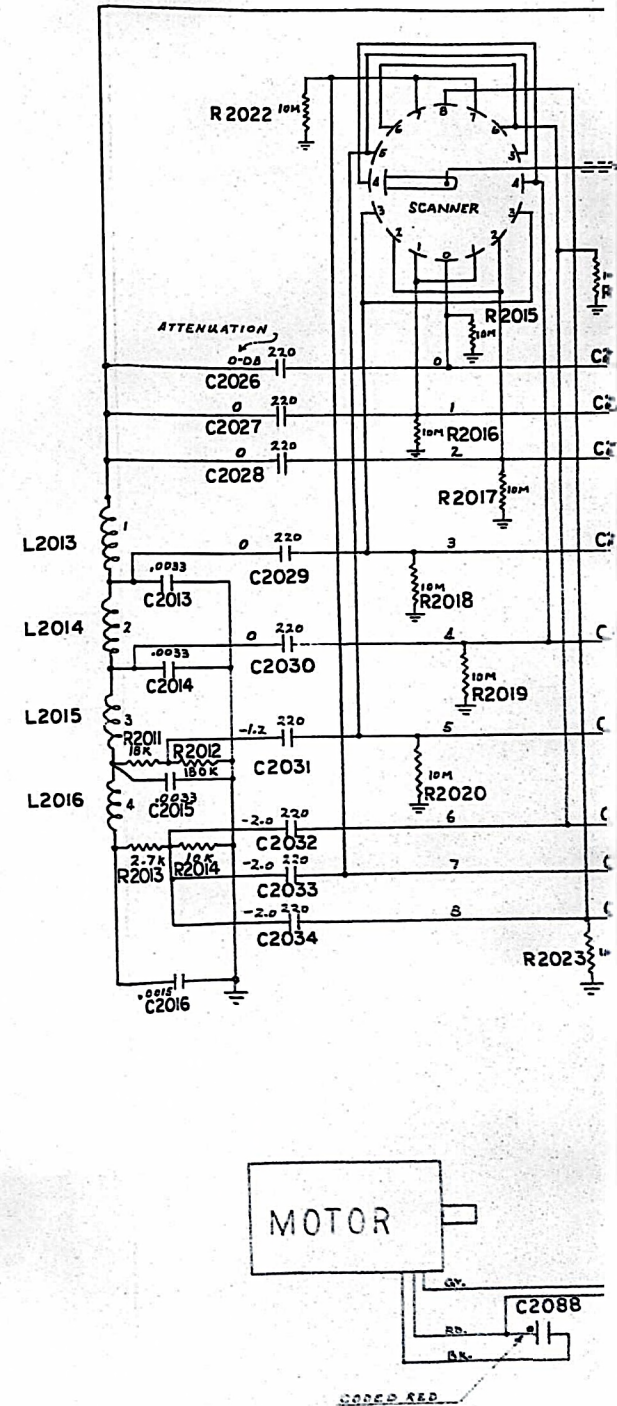 R2022 10M
7 8 7
6 6
5 5
4 4
SCANNER
3 3
2 2
1 0
R2015
10M
ATTENUATION
0-DB 220 0
C2026
0 220 1
C2027
10M R2016
0 220 2
C2028
R2017 10M
L2013 1
0 220 3
C2029
.0033
C2013
10M
R2018
L2014 2
0 220 4
C2030
.0033
C2014
10M
R2019
L2015 3
R2011 R2012
18K 180K
-1.2 220 5
C2031
.0033
C2015
10M
R2020
L2016 4
-2.0 220 6
C2032
2.7K 18K
R2013 R2014
-2.0 220 7
C2033
-2.0 220 8
C2034
R2023
.0015
C2016
MOTOR
GY.
C2088
RD.
BK.
CODED RED